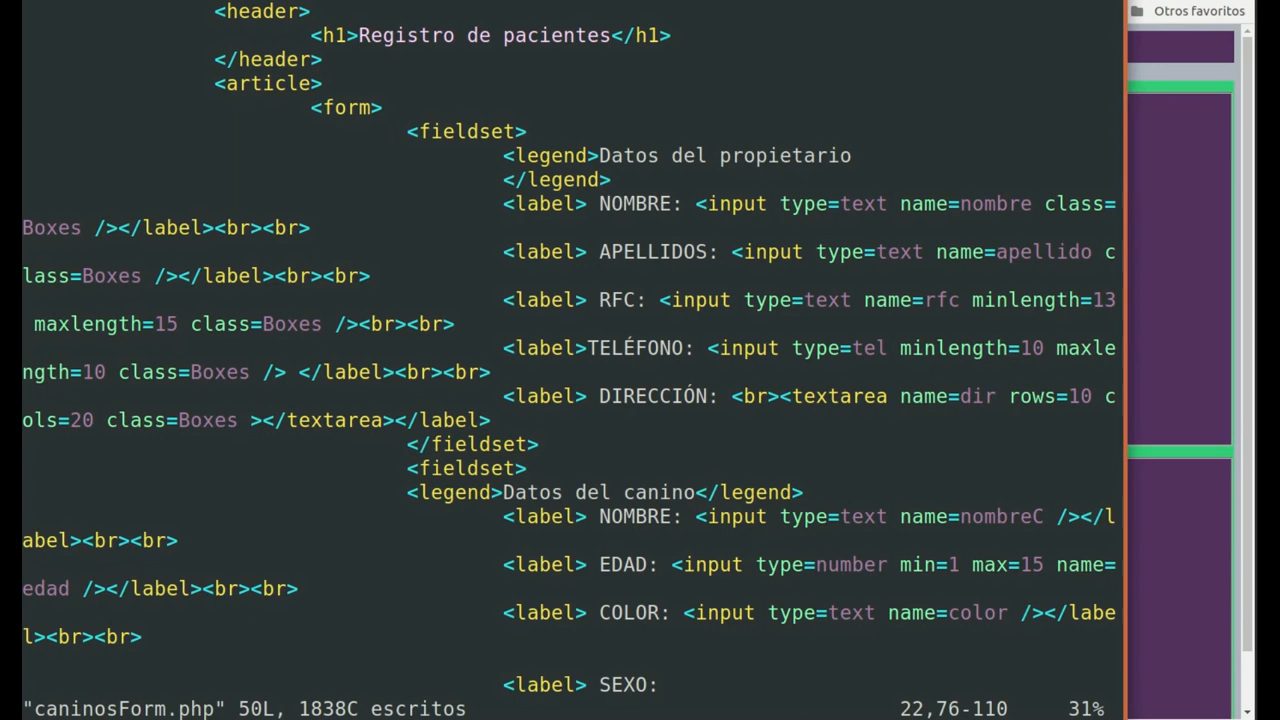 <header>
<h1>Registro de pacientes</h1>
</header>
<article>
<form>
<fieldset>
<legend>Datos del propietario
</legend>
<label> NOMBRE: <input type=text name=nombre class=
Boxes /></label><br><br>
<label> APELLIDOS: <input type=text name=apellido c
lass=Boxes /></label><br><br>
<label> RFC: <input type=text name=rfc minlength=13
maxlength=15 class=Boxes /><br><br>
<label>TELÉFONO: <input type=tel minlength=10 maxle
ngth=10 class=Boxes /> </label><br><br>
<label> DIRECCIÓN: <br><textarea name=dir rows=10 c
ols=20 class=Boxes ></textarea></label>
</fieldset>
<fieldset>
<legend>Datos del canino</legend>
<label> NOMBRE: <input type=text name=nombreC /></l
abel><br><br>
<label> EDAD: <input type=number min=1 max=15 name=
edad /></label><br><br>
<label> COLOR: <input type=text name=color /></labe
l><br><br>
<label> SEXO:
"caninosForm.php" 50L, 1838C escritos 22,76-110 31%
Otros favoritos